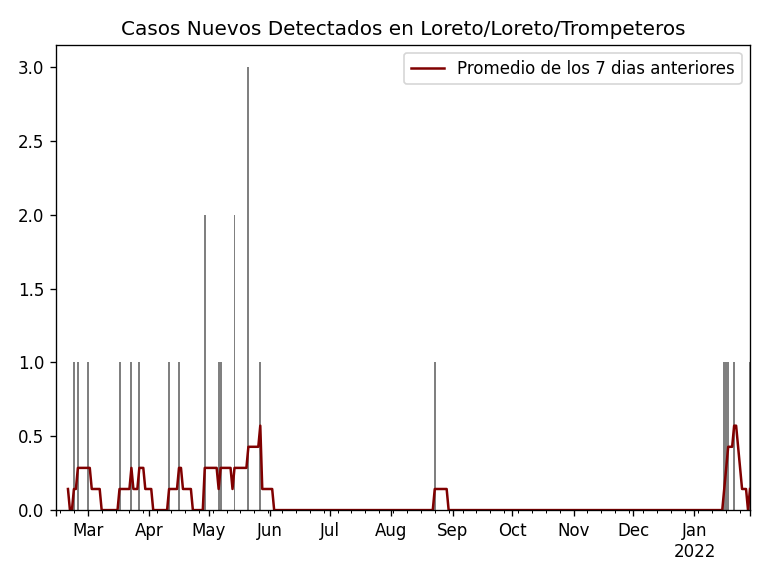 Casos Nuevos Detectados en Loreto/Loreto/Trompeteros
Promedio de los 7 dias anteriores
3.0
2.5
2.0
1.5
1.0
0.5
0.0
Mar Apr May Jun Jul Aug Sep Oct Nov Dec Jan
2022